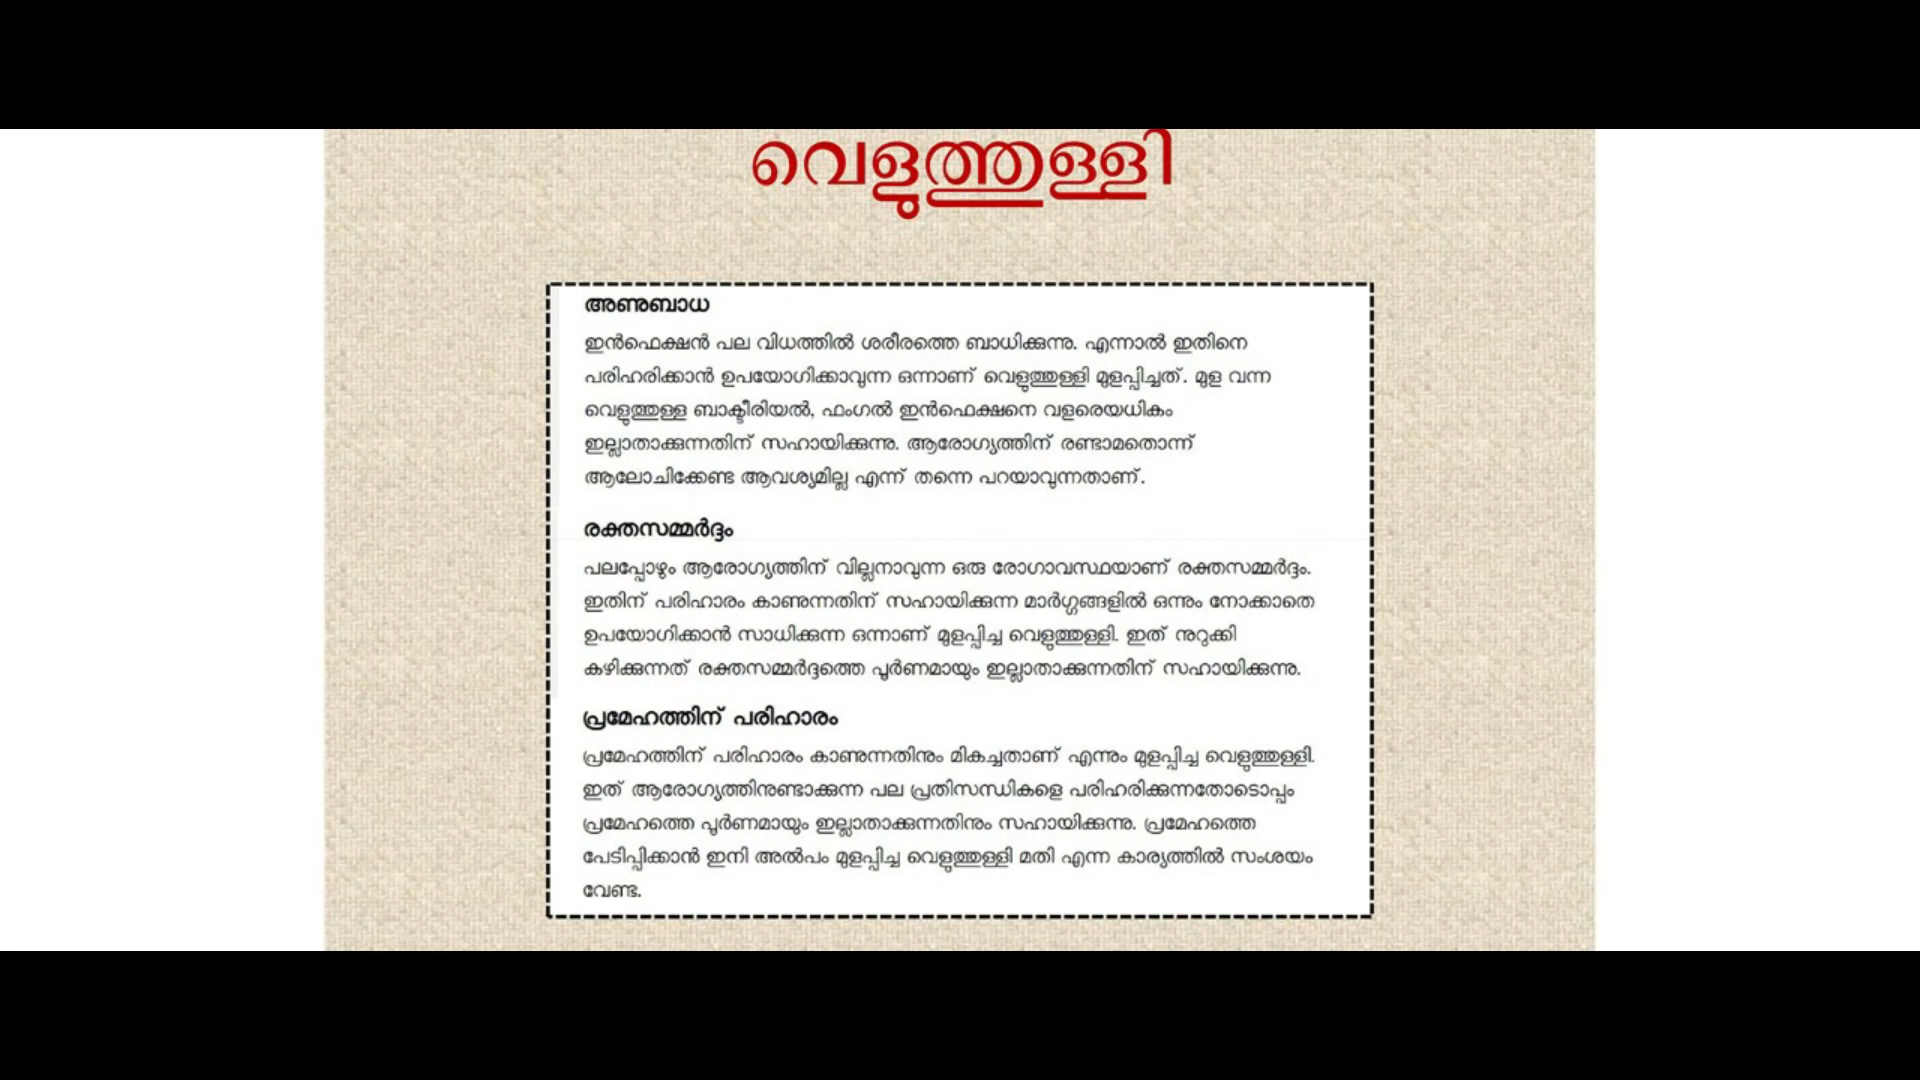 വെളുത്തുള്ളി
അണുബാധ
ഇൻഫെക്ഷൻ പല വിധത്തിൽ ശരീരത്തെ ബാധിക്കുന്നു. എന്നാൽ ഇതിനെ
പരിഹരിക്കാൻ ഉപയോഗിക്കാവുന്ന ഒന്നാണ് വെളുത്തുള്ളി മുളപ്പിച്ചത്. മുള വന്ന
വെളുത്തുള്ള ബാക്ടീരിയൽ, ഫംഗൽ ഇൻഫെക്ഷനെ വളരെയധികം
ഇല്ലാതാക്കുന്നതിന് സഹായിക്കുന്നു. ആരോഗ്യത്തിന് രണ്ടാമതൊന്ന്
ആലോചിക്കേണ്ട ആവശ്യമില്ല എന്ന് തന്നെ പറയാവുന്നതാണ്.
രക്തസമ്മർദ്ദം
പലപ്പോഴും ആരോഗ്യത്തിന് വില്ലനാവുന്ന ഒരു രോഗാവസ്ഥയാണ് രക്തസമ്മർദ്ദം.
ഇതിന് പരിഹാരം കാണുന്നതിന് സഹായിക്കുന്ന മാർഗ്ഗങ്ങളിൽ ഒന്നും നോക്കാതെ
ഉപയോഗിക്കാൻ സാധിക്കുന്ന ഒന്നാണ് മുളപ്പിച്ച വെളുത്തുള്ളി. ഇത് നുറുക്കി
കഴിക്കുന്നത് രക്തസമ്മർദ്ദത്തെ പൂർണമായും ഇല്ലാതാക്കുന്നതിന് സഹായിക്കുന്നു.
പ്രമേഹത്തിന് പരിഹാരം
പ്രമേഹത്തിന് പരിഹാരം കാണുന്നതിനും മികച്ചതാണ് എന്നും മുളപ്പിച്ച വെളുത്തുള്ളി.
ഇത് ആരോഗ്യത്തിനുണ്ടാക്കുന്ന പല പ്രതിസന്ധികളെ പരിഹരിക്കുന്നതോടൊപ്പം
പ്രമേഹത്തെ പൂർണമായും ഇല്ലാതാക്കുന്നതിനും സഹായിക്കുന്നു. പ്രമേഹത്തെ
പേടിപ്പിക്കാൻ ഇനി അൽപം മുളപ്പിച്ച വെളുത്തുള്ളി മതി എന്ന കാര്യത്തിൽ സംശയം
വേണ്ട.